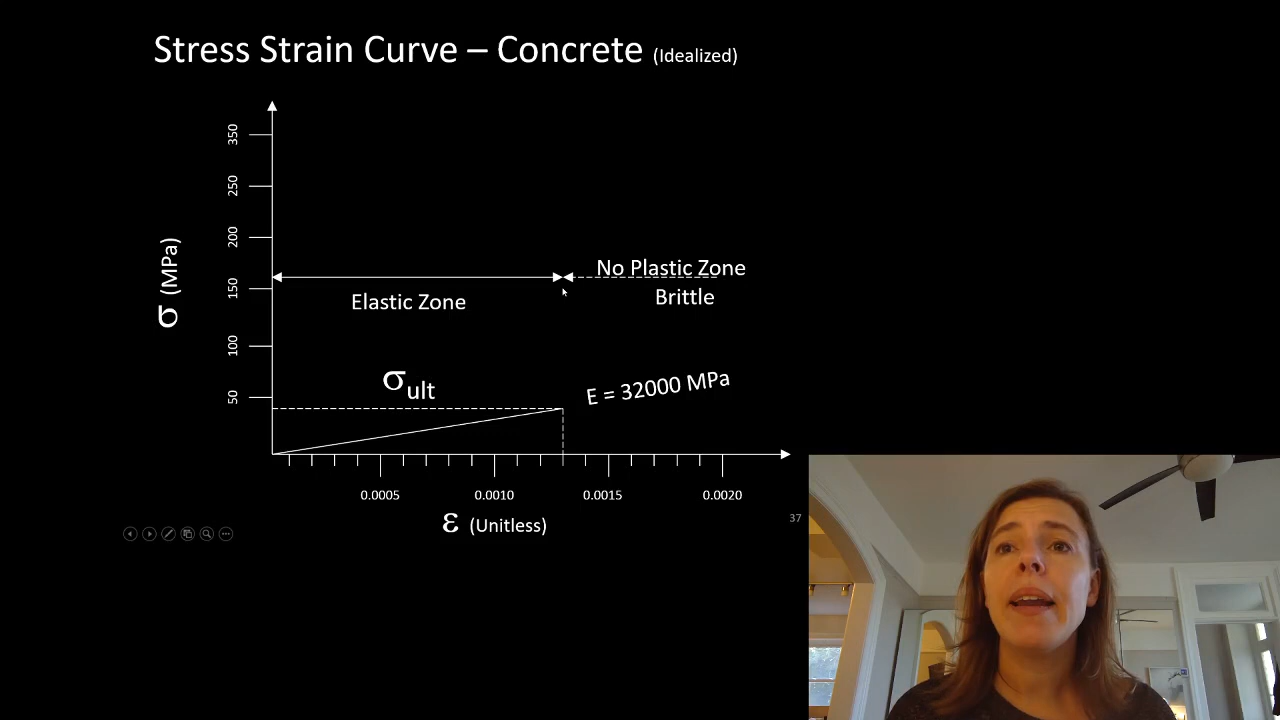 Stress Strain Curve – Concrete (Idealized)
350
250
200
150
100
50
σ (MPa)
No Plastic Zone
Elastic Zone
Brittle
σult
E = 32000 MPa
0.0005
0.0010
0.0015
0.0020
ε (Unitless)
37